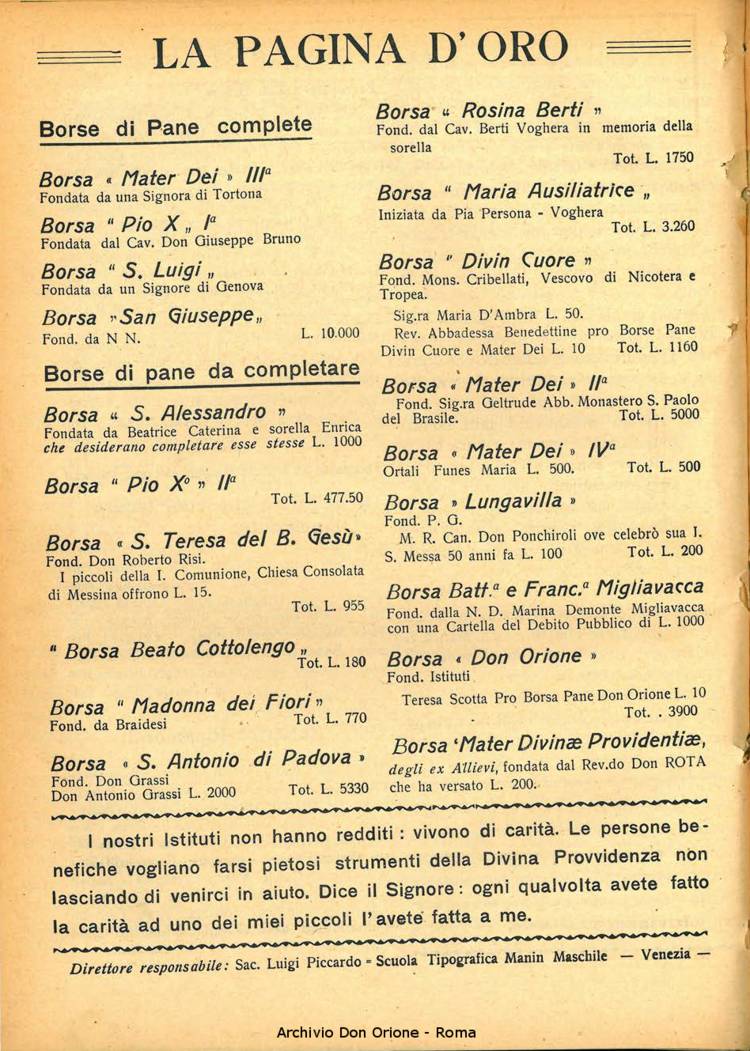 LA PAGINA D'ORO
Borse di Pane complete
Borsa « Mater Dei » IIIª
Fondata da una Signora di Tortona
Borsa “ Pio X „ Iª
Fondata dal Cav. Don Giuseppe Bruno
Borsa “ S. Luigi „
Fondata da un Signore di Genova
Borsa „ San Giuseppe „
Fond. da N N. L. 10.000
Borse di pane da completare
Borsa “ S. Alessandro ”
Fondata da Beatrice Caterina e sorella Enrica
che desiderano completare esse stesse L. 1000
Borsa “ Pio Xº ” IIª
Tot. L. 477.50
Borsa « S. Teresa del B. Gesù»
Fond. Don Roberto Risi.
I piccoli della I. Comunione, Chiesa Consolata
di Messina offrono L. 15.
Tot. L. 955
“ Borsa Beato Cottolengo „
Tot. L. 180
Borsa “ Madonna dei Fiori ”
Fond. da Braidesi Tot. L. 770
Borsa « S. Antonio di Padova »
Fond. Don Grassi
Don Antonio Grassi L. 2000 Tot. L. 5330
Borsa “ Rosina Berti ”
Fond. dal Cav. Berti Voghera in memoria della
sorella
Tot. L. 1750
Borsa “ Maria Ausiliatrice „
Iniziata da Pia Persona - Voghera
Tot. L. 3.260
Borsa “ Divin Cuore ”
Fond. Mons. Cribellati, Vescovo di Nicotera e
Tropea.
Sig.ra Maria D'Ambra L. 50.
Rev. Abbadessa Benedettine pro Borse Pane
Divin Cuore e Mater Dei L. 10 Tot. L. 1160
Borsa « Mater Dei » IIª
Fond. Sig.ra Geltrude Abb. Monastero S. Paolo
del Brasile. Tot. L. 5000
Borsa « Mater Dei » IVª
Ortali Funes Maria L. 500. Tot. L. 500
Borsa » Lungavilla »
Fond. P. G.
M. R. Can. Don Ponchiroli ove celebrò sua I.
S. Messa 50 anni fa L. 100 Tot. L. 200
Borsa Batt.ª e Franc.ª Migliavacca
Fond. dalla N. D. Marina Demonte Migliavacca
con una Cartella del Debito Pubblico di L. 1000
Borsa « Don Orione »
Fond. Istituti
Teresa Scotta Pro Borsa Pane Don Orione L. 10
Tot. . 3900
Borsa ‘Mater Divinæ Providentiæ,
degli ex Allievi, fondata dal Rev.do Don ROTA
che ha versato L. 200.
I nostri Istituti non hanno redditi : vivono di carità. Le persone be-
nefiche vogliano farsi pietosi strumenti della Divina Provvidenza non
lasciando di venirci in aiuto. Dice il Signore : ogni qualvolta avete fatto
la carità ad uno dei miei piccoli l'avete fatta a me.
Direttore responsabile: Sac. Luigi Piccardo - Scuola Tipografica Manin Maschile — Venezia —
Archivio Don Orione - Roma